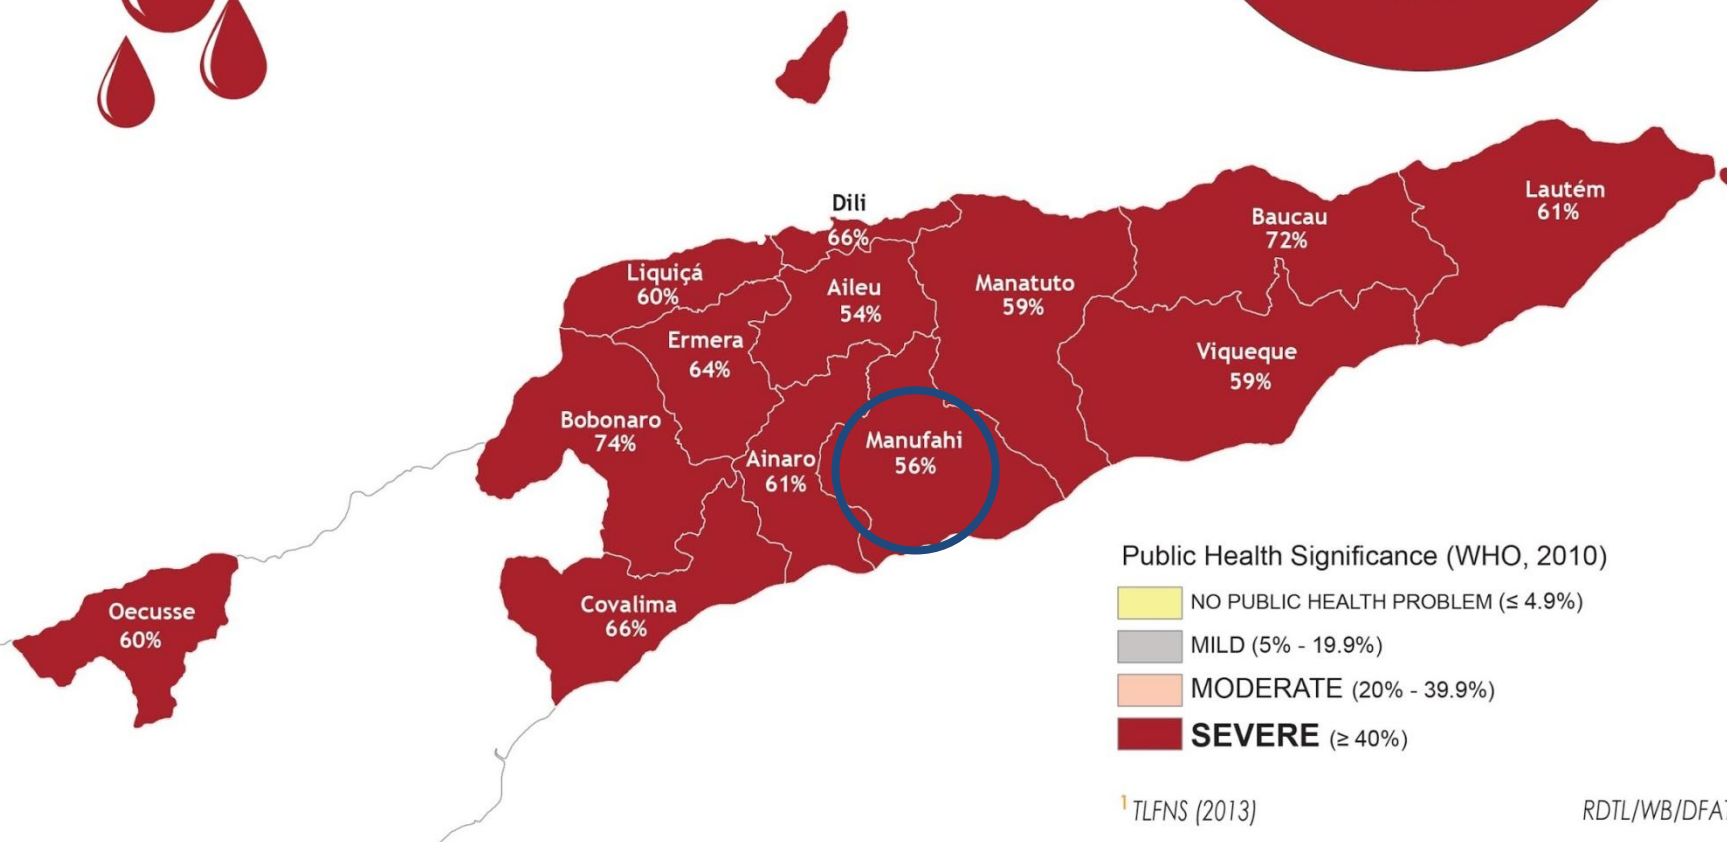 Dili
66%
Lautém
61%
Baucau
72%
Liquiçá
60%
Aileu
54%
Manatuto
59%
Ermera
64%
Viqueque
59%
Bobonaro
74%
Manufahi
56%
Ainaro
61%
Oecusse
60%
Covalima
66%
Public Health Significance (WHO, 2010)
NO PUBLIC HEALTH PROBLEM (≤ 4.9%)
MILD (5% - 19.9%)
MODERATE (20% - 39.9%)
SEVERE (≥ 40%)
1 TLFNS (2013)
RDTL/WB/DFAT